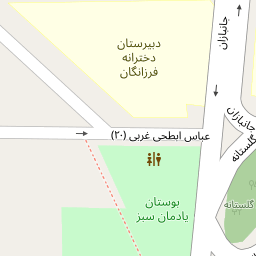 جانبازان
دبیرستان
دخترانه
فرزانگان
جانبازان
عباس ابطحی غربی (۲۰)
گلستانه
گلستانه
بوستان
یادمان سبز